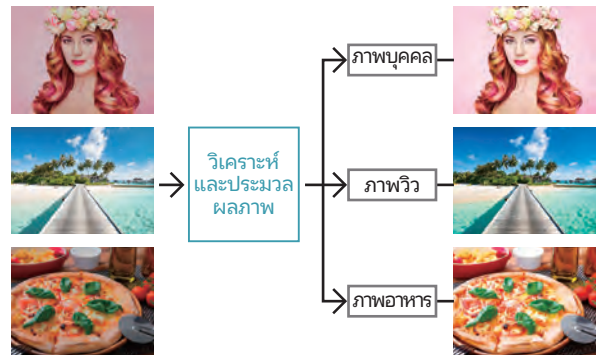 ภาพบุคคล
วิเคราะห์
และประมวล
ผลภาพ
ภาพวิว
ภาพอาหาร